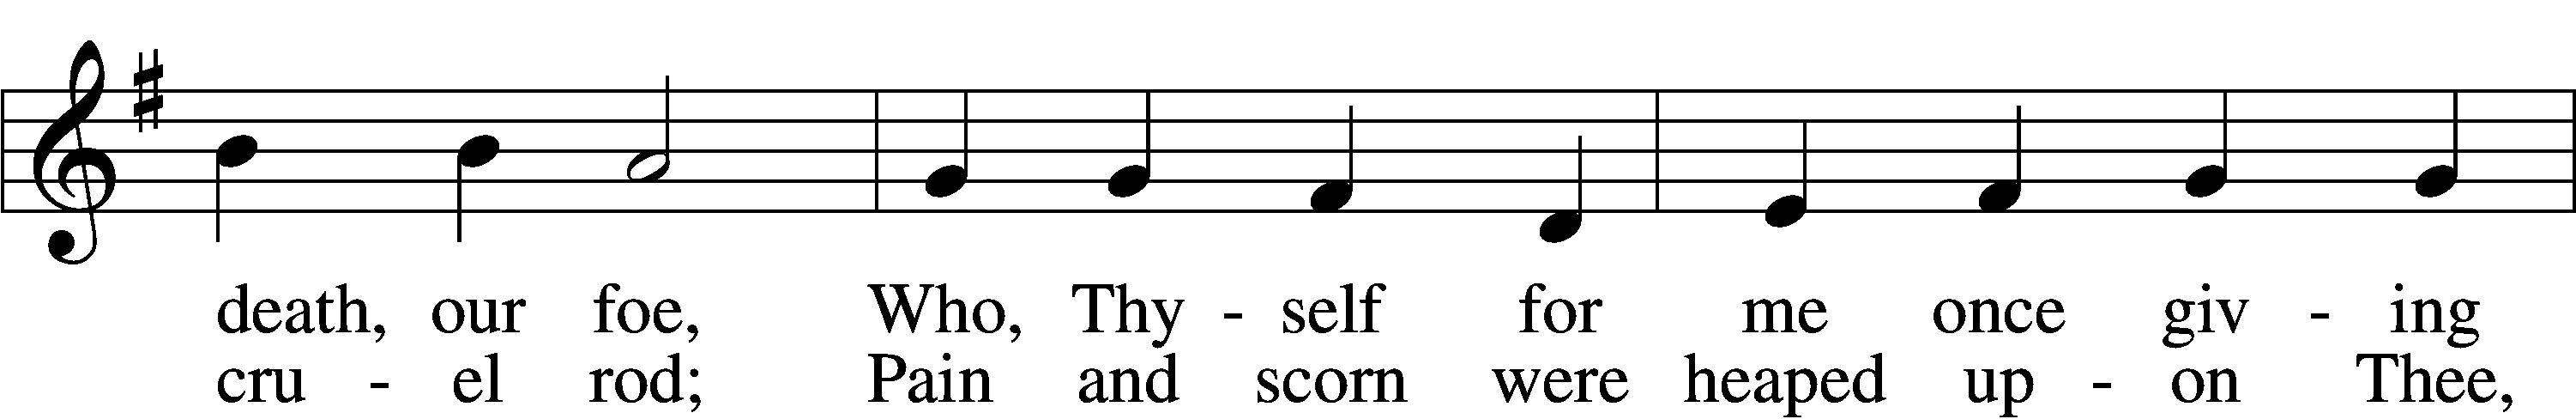 death, our foe, Who, Thy - self for me once giv - ing
cru - el rod; Pain and scorn were heaped up - on Thee,